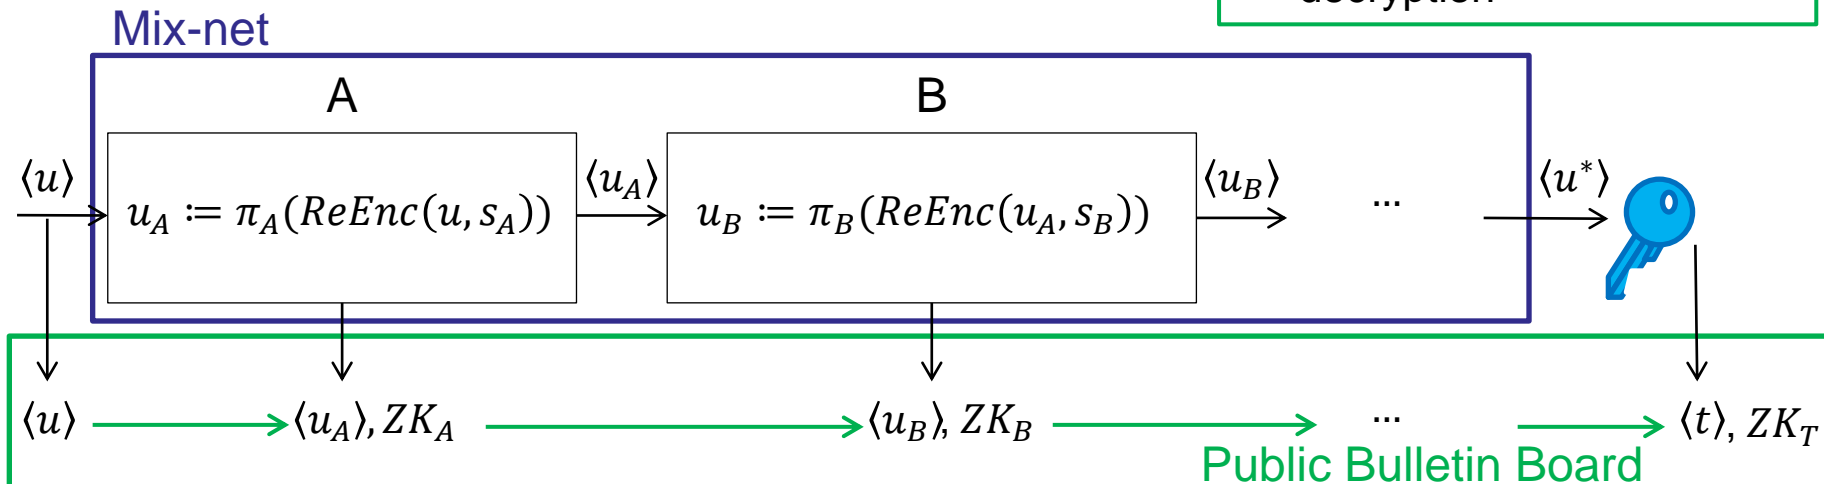 decryption
Mix-net
A B
⟨u⟩ u_A ≔ π_A(ReEnc(u, s_A)) ⟨u_A⟩ u_B ≔ π_B(ReEnc(u_A, s_B)) ⟨u_B⟩ ... ⟨u*⟩
⟨u⟩ ⟨u_A⟩, ZK_A ⟨u_B⟩, ZK_B ... ⟨t⟩, ZK_T
Public Bulletin Board